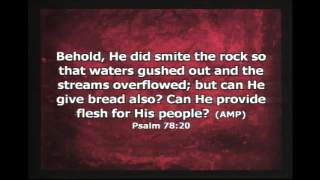 Behold, He did smite the rock so
that waters gushed out and the
streams overflowed; but can He
give bread also? Can He provide
flesh for His people? (AMP)
Psalm 78:20